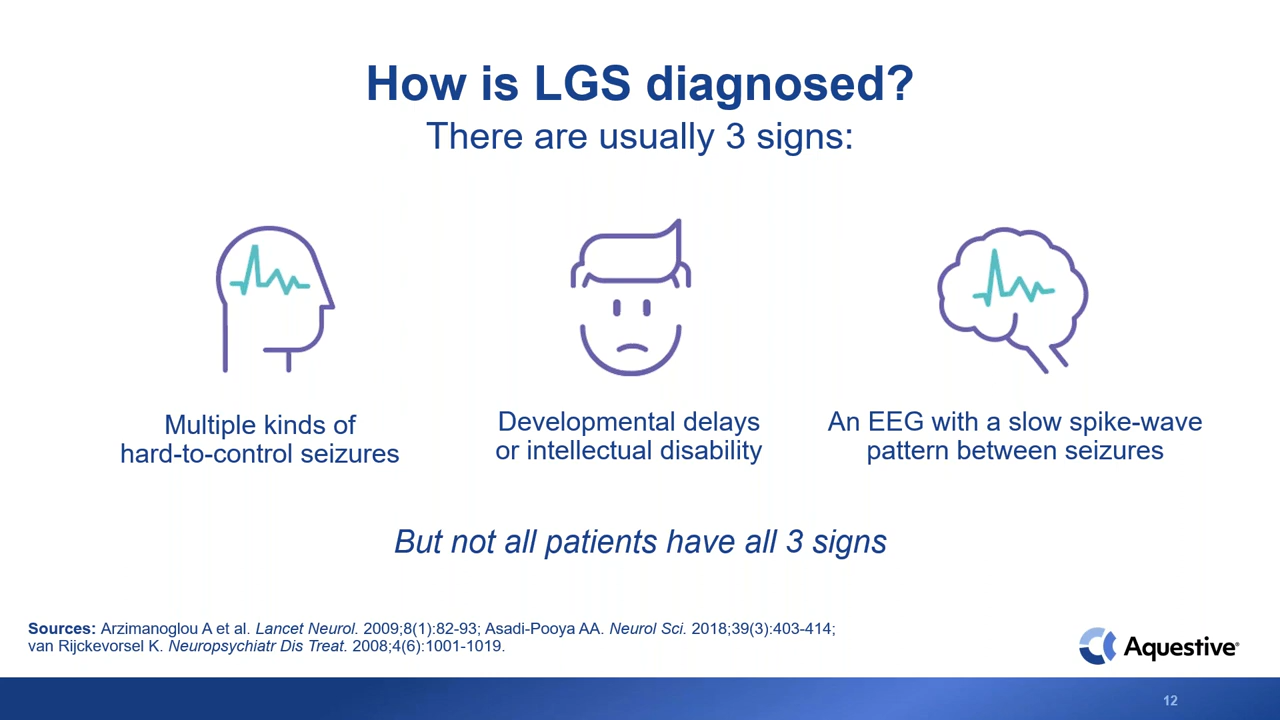 How is LGS diagnosed?
There are usually 3 signs:
Multiple kinds of
hard-to-control seizures
Developmental delays
or intellectual disability
An EEG with a slow spike-wave
pattern between seizures
But not all patients have all 3 signs
Sources: Arzimanoglou A et al. Lancet Neurol. 2009;8(1):82-93; Asadi-Pooya AA. Neurol Sci. 2018;39(3):403-414;
van Rijckevorsel K. Neuropsychiatr Dis Treat. 2008;4(6):1001-1019.
Aquestive®
12